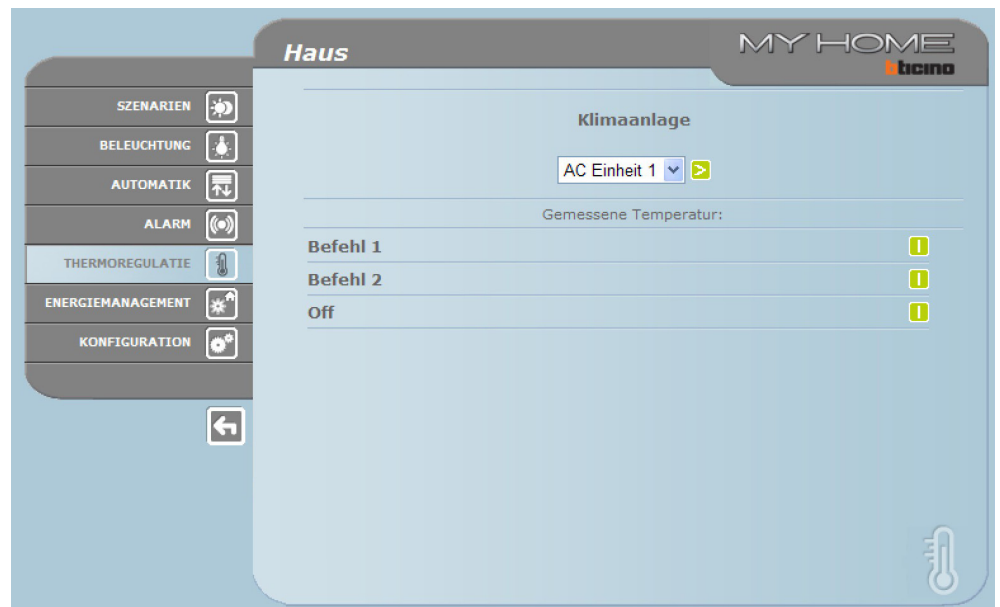 Haus
MY HOME
bticino
SZENARIEN
BELEUCHTUNG
AUTOMATIK
ALARM
THERMOREGULATIE
ENERGIEMANAGEMENT
KONFIGURATION
Klimaanlage
AC Einheit 1
Gemessene Temperatur:
Befehl 1
Befehl 2
Off